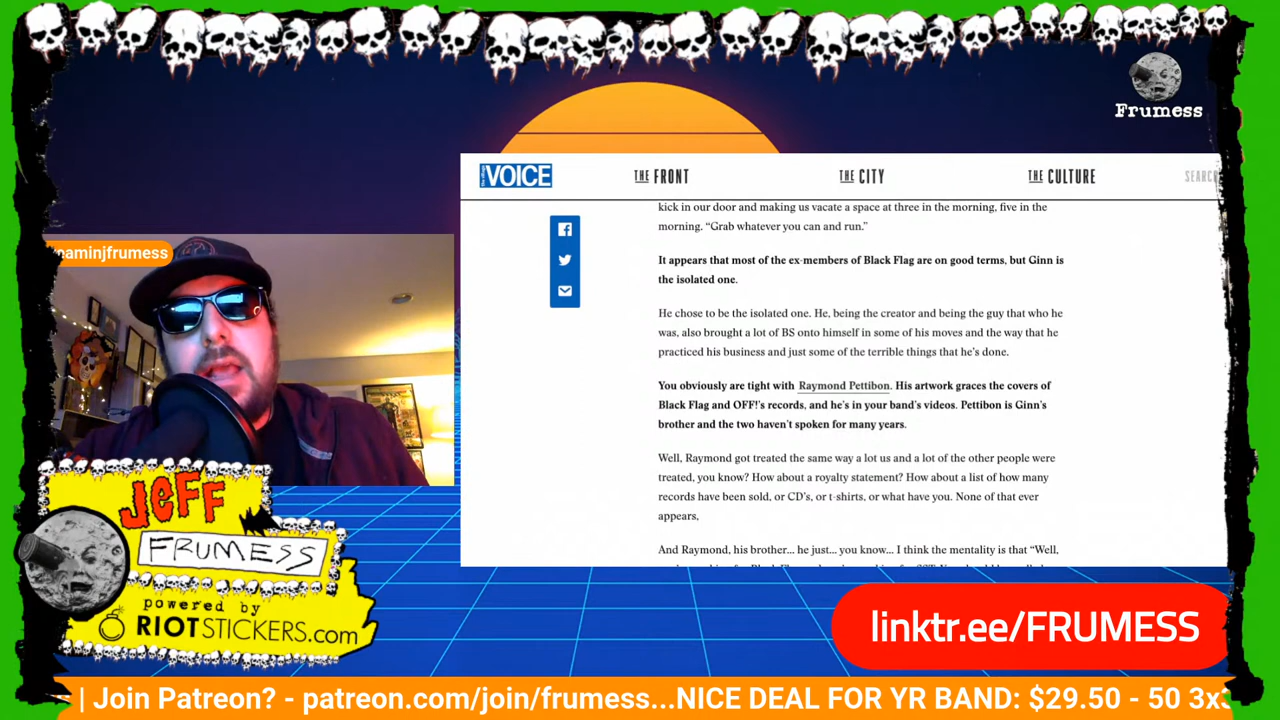 Frumess
the village VOICE
THE FRONT
THE CITY
THE CULTURE
SEARC
kick in our door and making us vacate a space at three in the morning, five in the
morning. “Grab whatever you can and run.”
It appears that most of the ex-members of Black Flag are on good terms, but Ginn is
the isolated one.
He chose to be the isolated one. He, being the creator and being the guy that who he
was, also brought a lot of BS onto himself in some of his moves and the way that he
practiced his business and just some of the terrible things that he’s done.
You obviously are tight with Raymond Pettibon. His artwork graces the covers of
Black Flag and OFF!’s records, and he’s in your band’s videos. Pettibon is Ginn’s
brother and the two haven’t spoken for many years.
Well, Raymond got treated the same way a lot us and a lot of the other people were
treated, you know? How about a royalty statement? How about a list of how many
records have been sold, or CD’s, or t-shirts, or what have you. None of that ever
appears,
And Raymond, his brother... he just... you know... I think the mentality is that “Well,
eaminjfrumess
JEFF
FRUMESS
powered by
RIOTSTICKERS.com
linktr.ee/FRUMESS
| Join Patreon? - patreon.com/join/frumess...NICE DEAL FOR YR BAND: $29.50 - 50 3x3